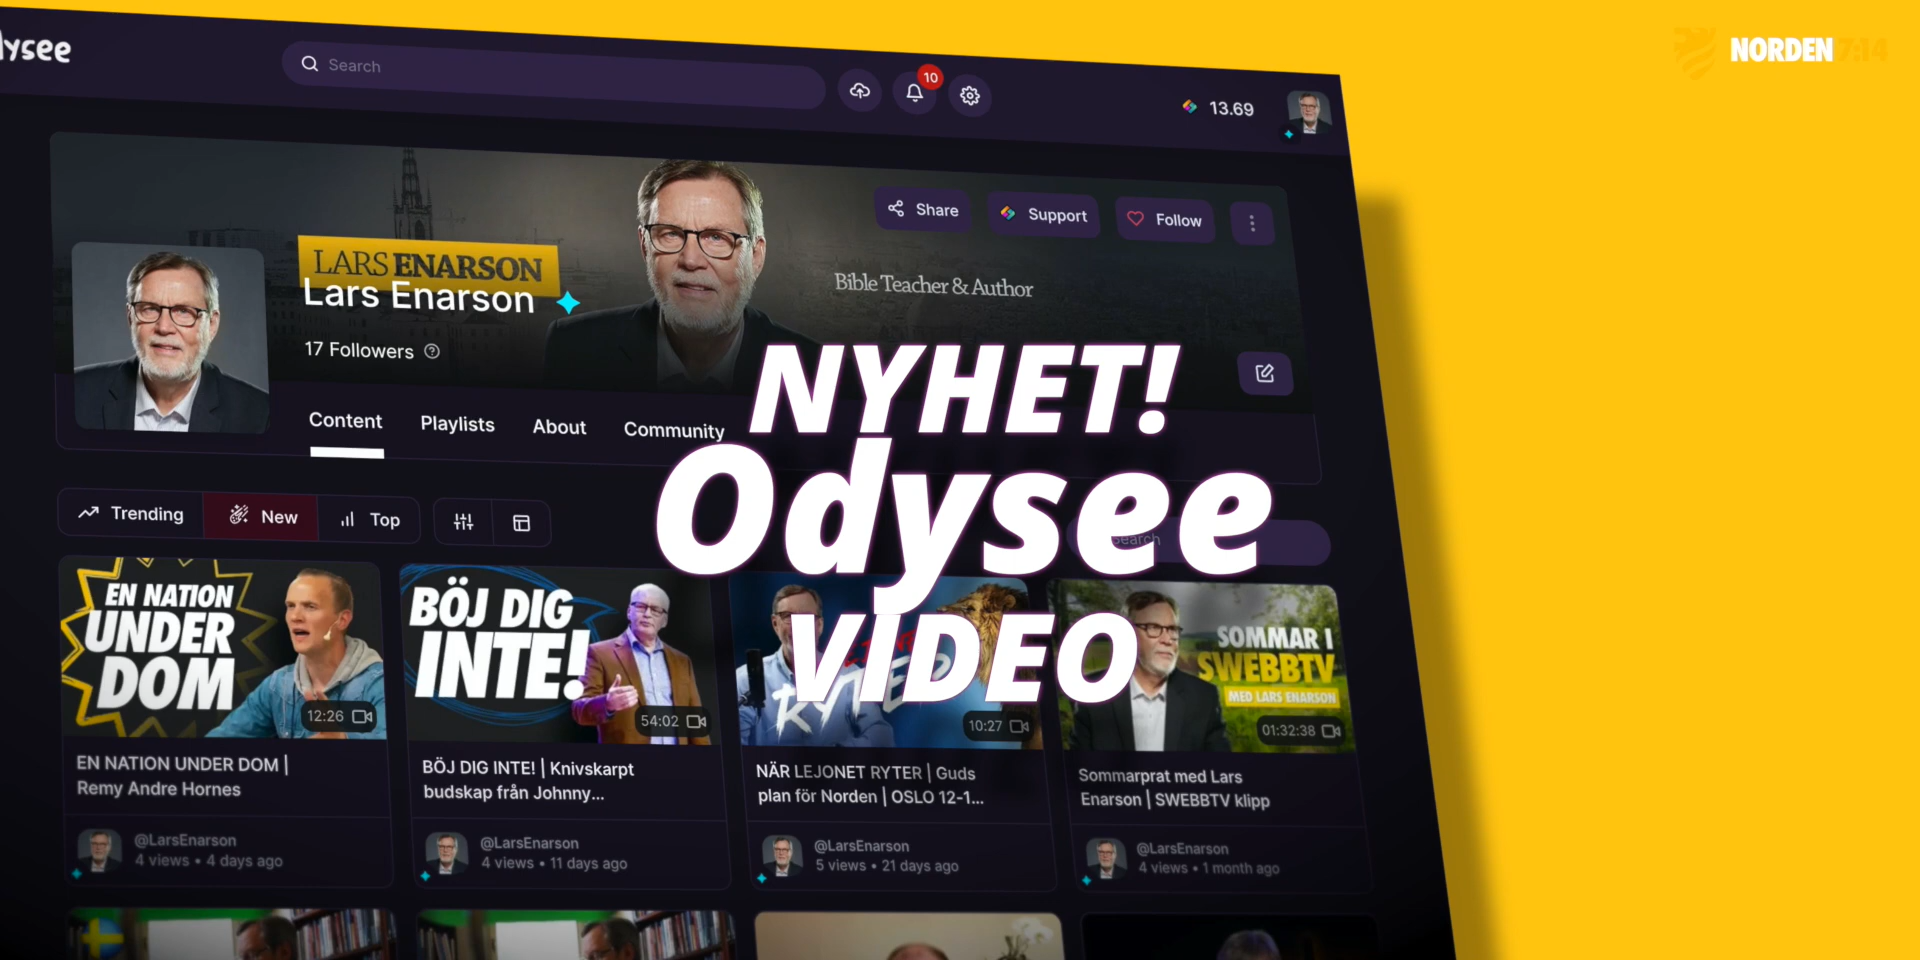 Odysee
Search
10
13.69
NORDEN 7:14
LARS ENARSON
Lars Enarson
17 Followers
Bible Teacher & Author
Share
Support
Follow
Content
Playlists
About
Community
NYHET!
Odysee
VIDEO
Trending
New
Top
Search
EN NATION
UNDER
DOM
12:26
BÖJ DIG
INTE!
54:02
RYTER
10:27
SOMMAR I
SWEBBTV
MED LARS ENARSON
01:32:38
EN NATION UNDER DOM |
Remy Andre Hornes
@LarsEnarson
4 views • 4 days ago
BÖJ DIG INTE! | Knivskarpt
budskap från Johnny...
@LarsEnarson
4 views • 11 days ago
NÄR LEJONET RYTER | Guds
plan för Norden | OSLO 12-1...
@LarsEnarson
5 views • 21 days ago
Sommarprat med Lars
Enarson | SWEBBTV klipp
@LarsEnarson
4 views • 1 month ago